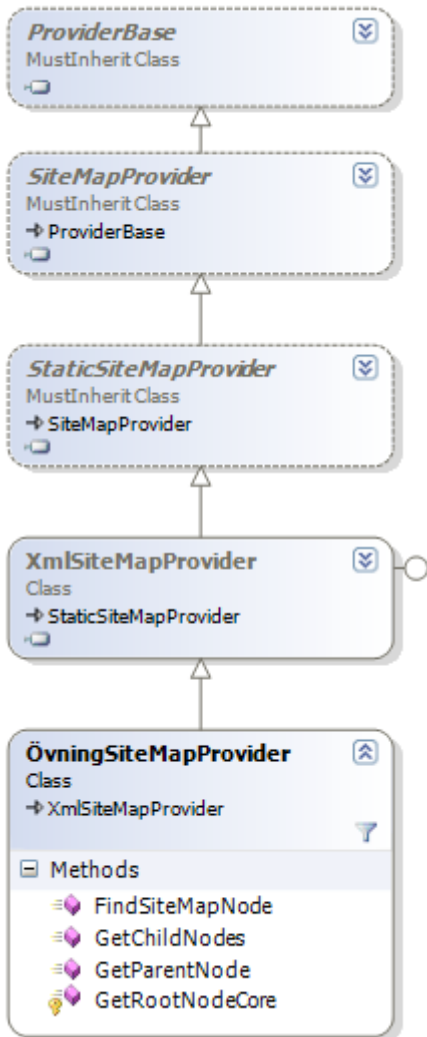 ProviderBase
MustInherit Class
SiteMapProvider
MustInherit Class
ProviderBase
StaticSiteMapProvider
MustInherit Class
SiteMapProvider
XmlSiteMapProvider
Class
StaticSiteMapProvider
ÖvningSiteMapProvider
Class
XmlSiteMapProvider
Methods
FindSiteMapNode
GetChildNodes
GetParentNode
GetRootNodeCore